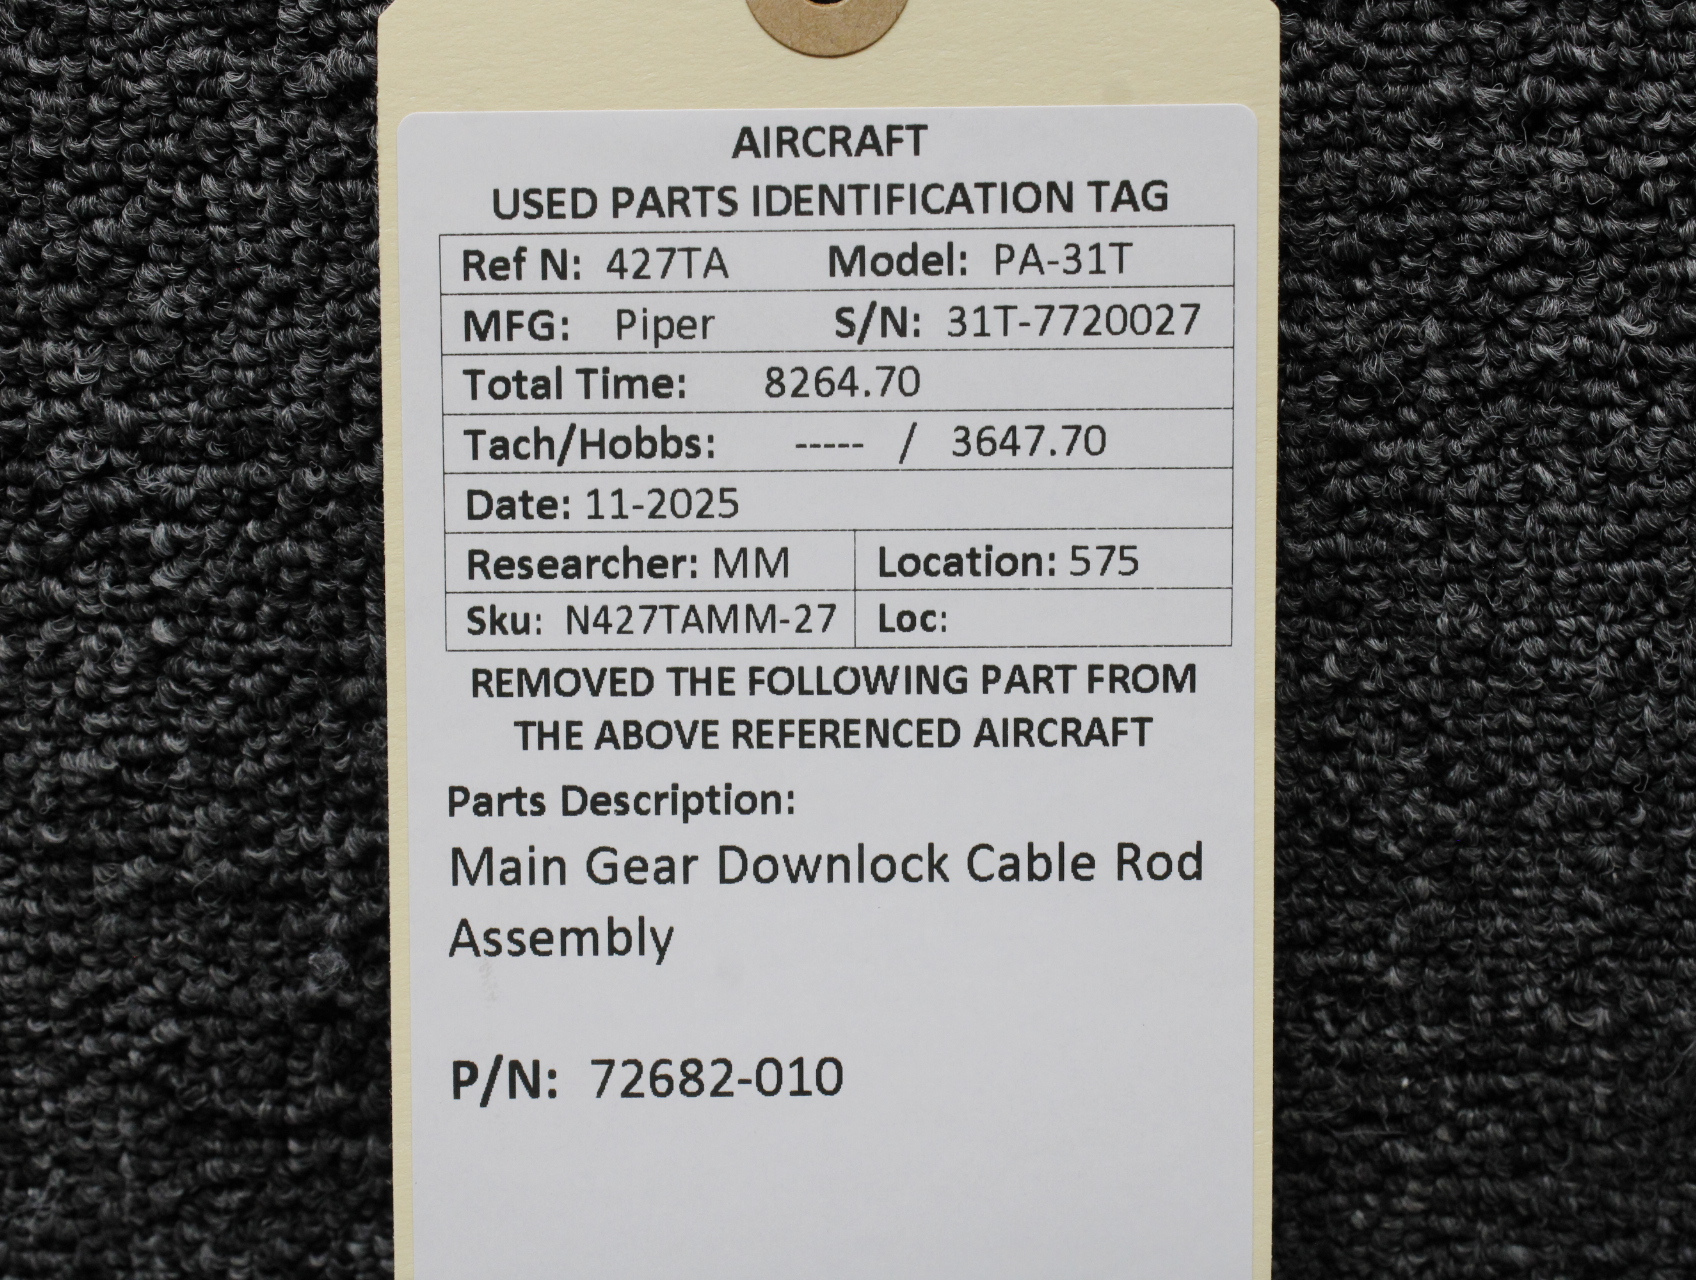 AIRCRAFT
USED PARTS IDENTIFICATION TAG
Ref N: 427TA Model: PA-31T
MFG: Piper S/N: 31T-7720027
Total Time: 8264.70
Tach/Hobbs: ----- / 3647.70
Date: 11-2025
Researcher: MM Location: 575
Sku: N427TAMM-27 Loc:
REMOVED THE FOLLOWING PART FROM
THE ABOVE REFERENCED AIRCRAFT
Parts Description:
Main Gear Downlock Cable Rod
Assembly
P/N: 72682-010